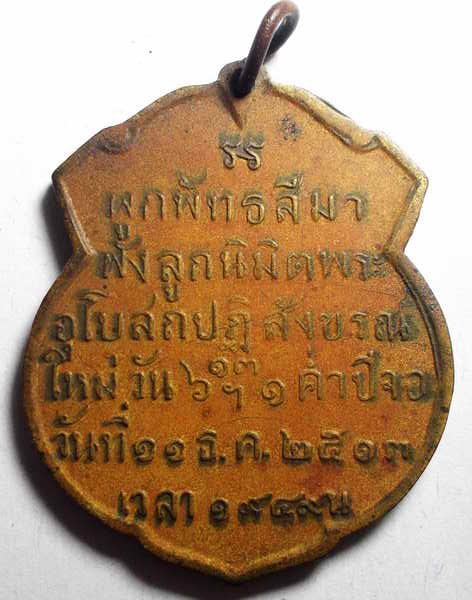 รร
ผูกพัทธสีมา
ฝังลูกนิมิตพระ
อุโบสถปฏิสังขรณ์
ใหม่ วัน ๖ ๑๓ ฯ ๑ ค่ำ ปีจอ
วันที่ ๑๑ ธ.ค. ๒๕๑๓
เวลา ๑๙๔๙น